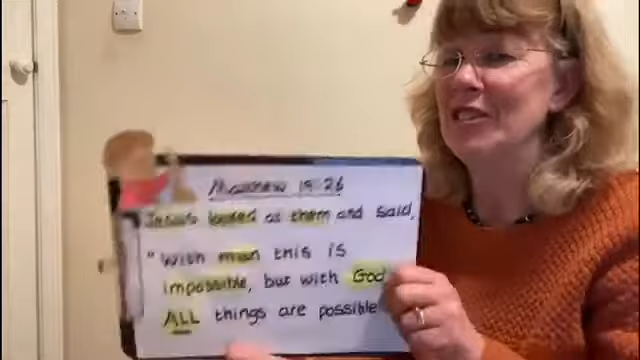 Matthew 19:26
Jesus looked at them and said,
"With man this is
impossible, but with God
ALL things are possible